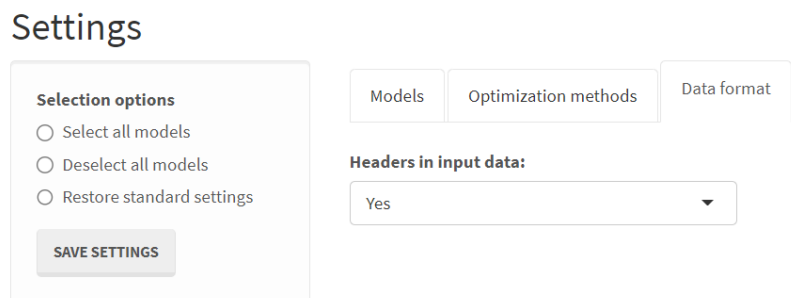 Settings
Selection options
Select all models
Deselect all models
Restore standard settings
SAVE SETTINGS
Models
Optimization methods
Data format
Headers in input data:
Yes